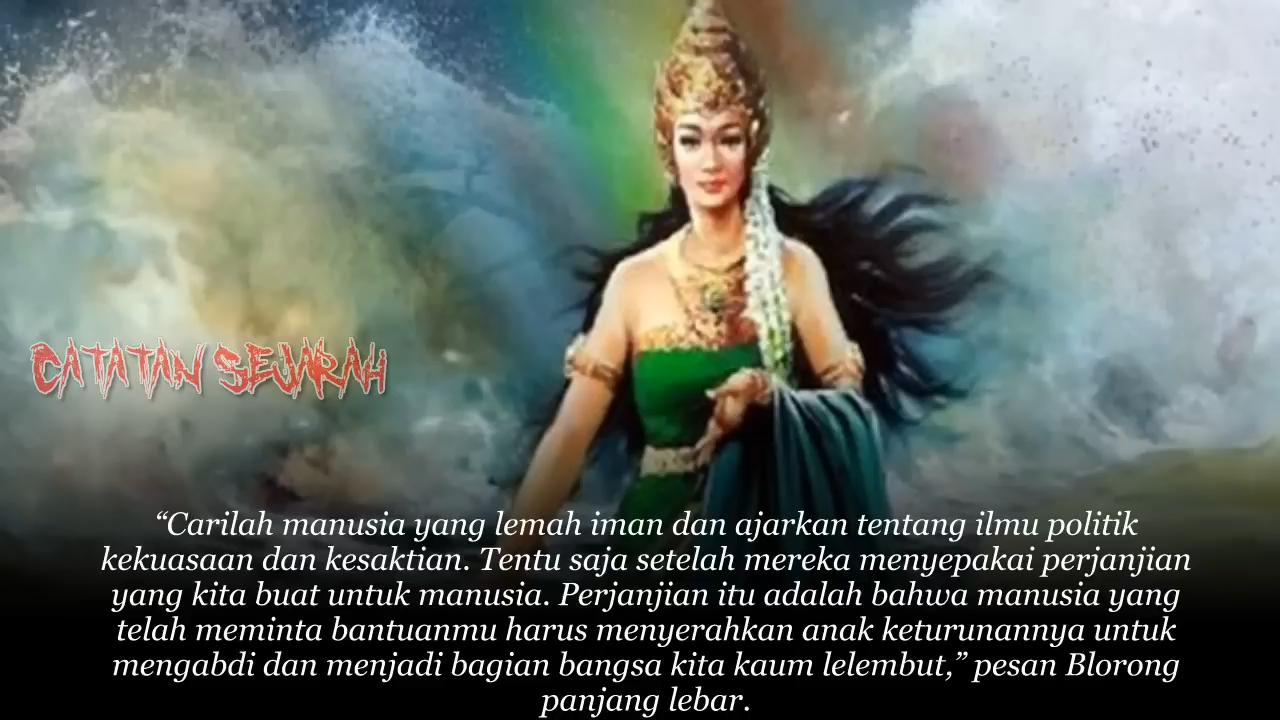 CATATAN SEJARAH
“Carilah manusia yang lemah iman dan ajarkan tentang ilmu politik
kekuasaan dan kesaktian. Tentu saja setelah mereka menyepakai perjanjian
yang kita buat untuk manusia. Perjanjian itu adalah bahwa manusia yang
telah meminta bantuanmu harus menyerahkan anak keturunannya untuk
mengabdi dan menjadi bagian bangsa kita kaum lelembut,” pesan Blorong
panjang lebar.